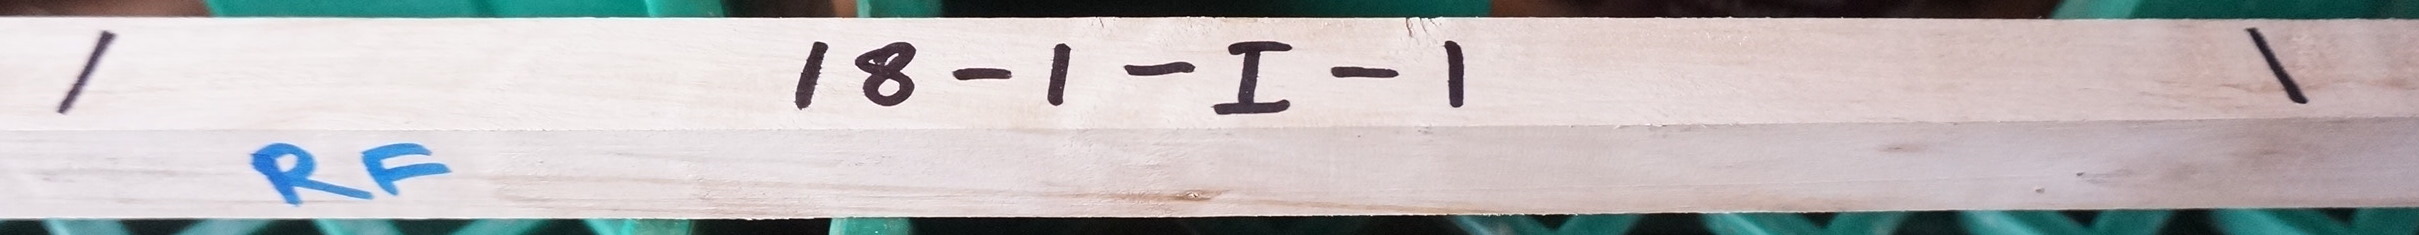 / 18-1-I-1 \
RF